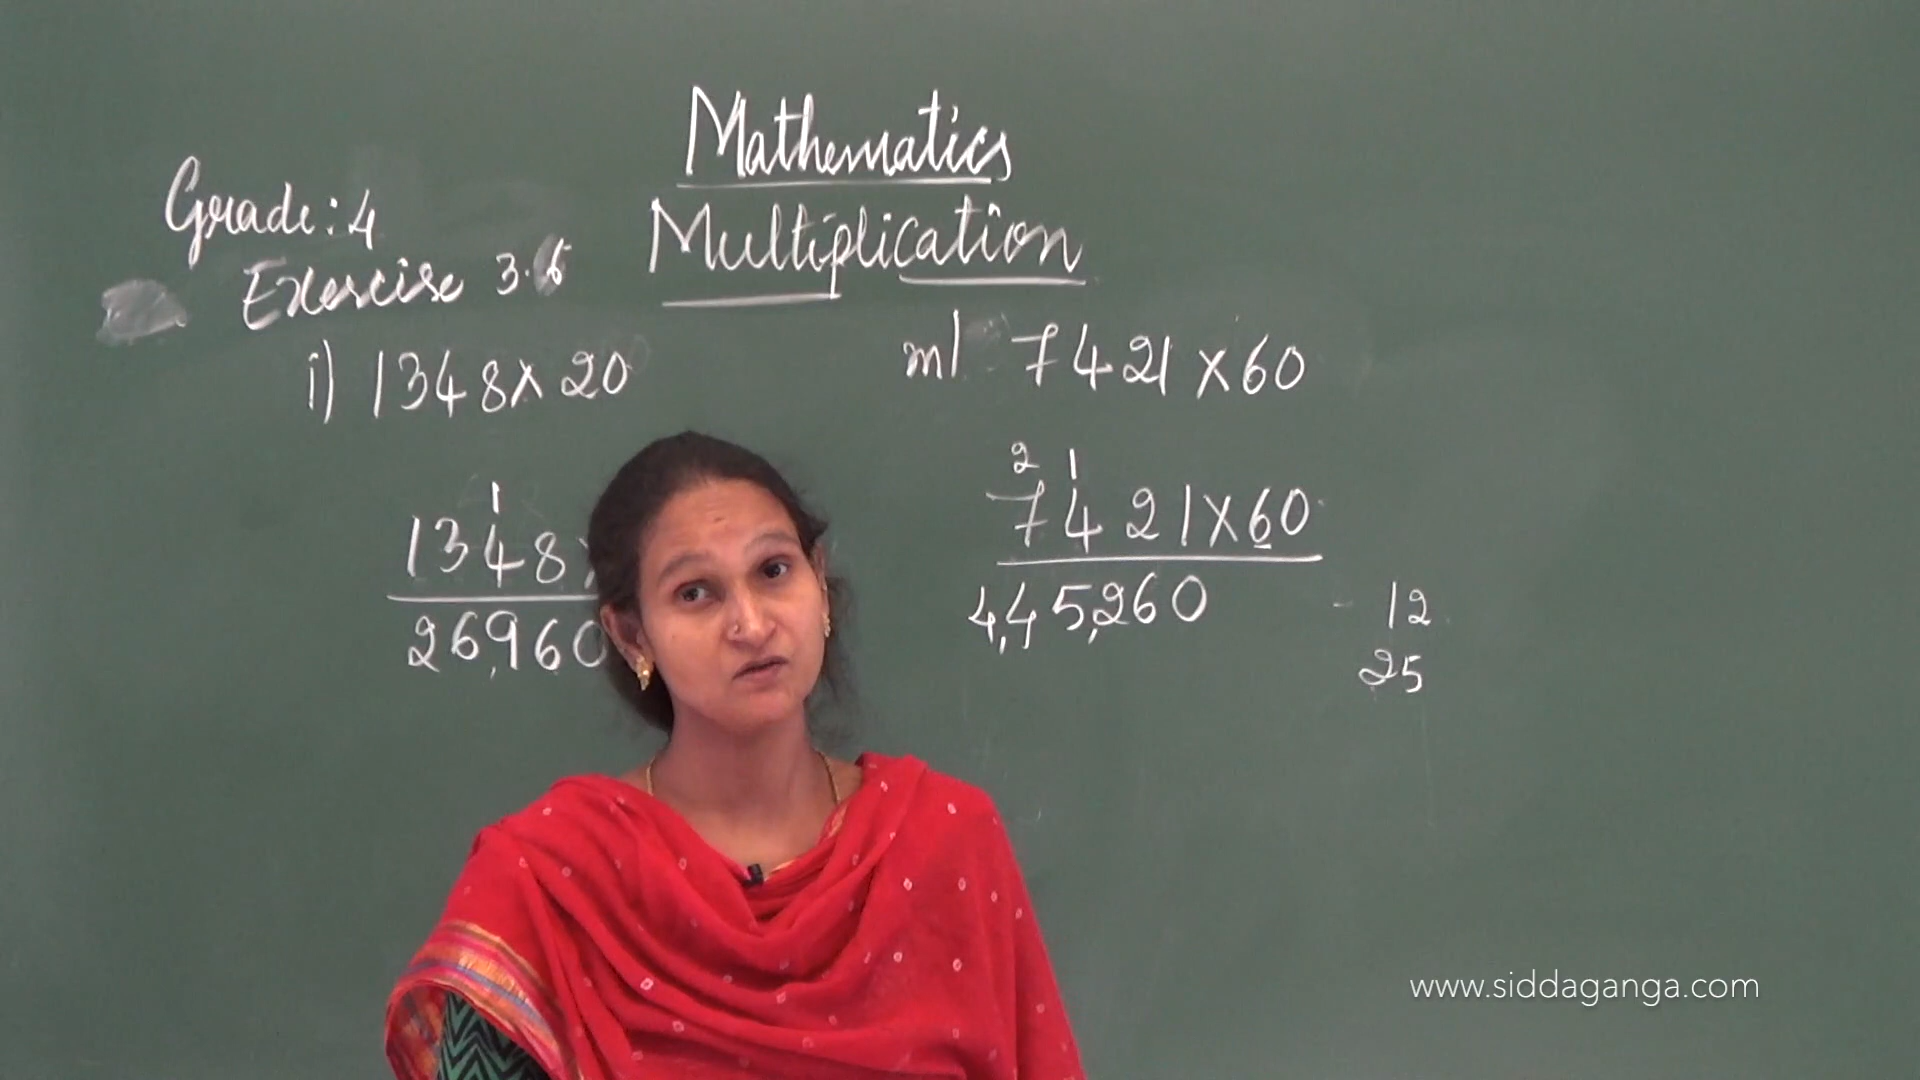 Mathematics
Grade: 4
Multiplication
Exercise 3.6
i) 1348 x 20
m) 7421 x 60
1
1348
26,960
2 1
7421 x 60
4,45,260
12
25
www.siddaganga.com